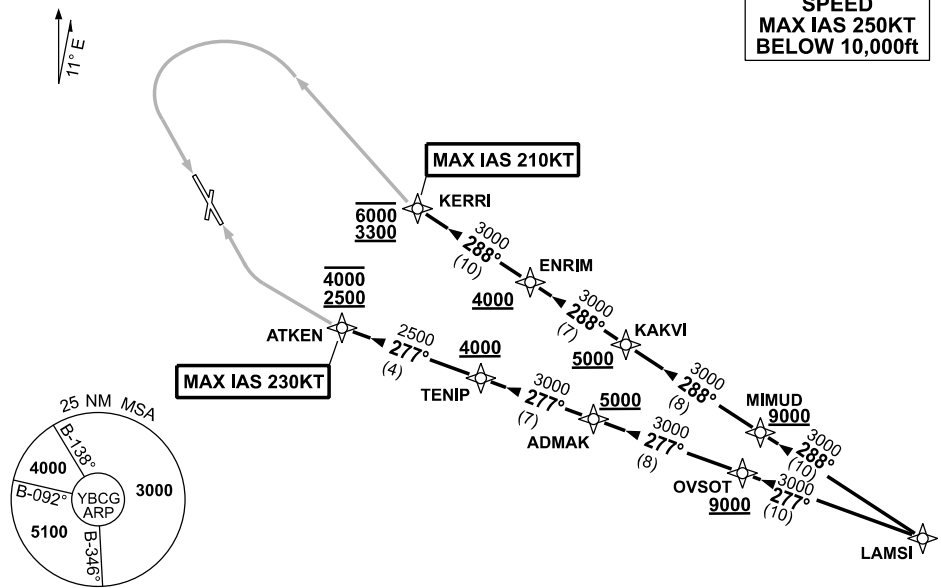 SPEED
MAX IAS 250KT
BELOW 10,000ft
11° E
MAX IAS 210KT
KERRI
6000
3300
3000
288°
(10)
ENRIM
4000
3000
288°
(7)
KAKVI
5000
3000
288°
(8)
MIMUD
9000
3000
288°
(10)
4000
2500
ATKEN
MAX IAS 230KT
2500
277°
(4)
4000
TENIP
3000
277°
(7)
5000
ADMAK
3000
277°
(8)
OVSOT
9000
3000
277°
(10)
LAMSI
25 NM MSA
B-138°
4000
B-092°
YBCG
ARP
3000
5100
B-346°